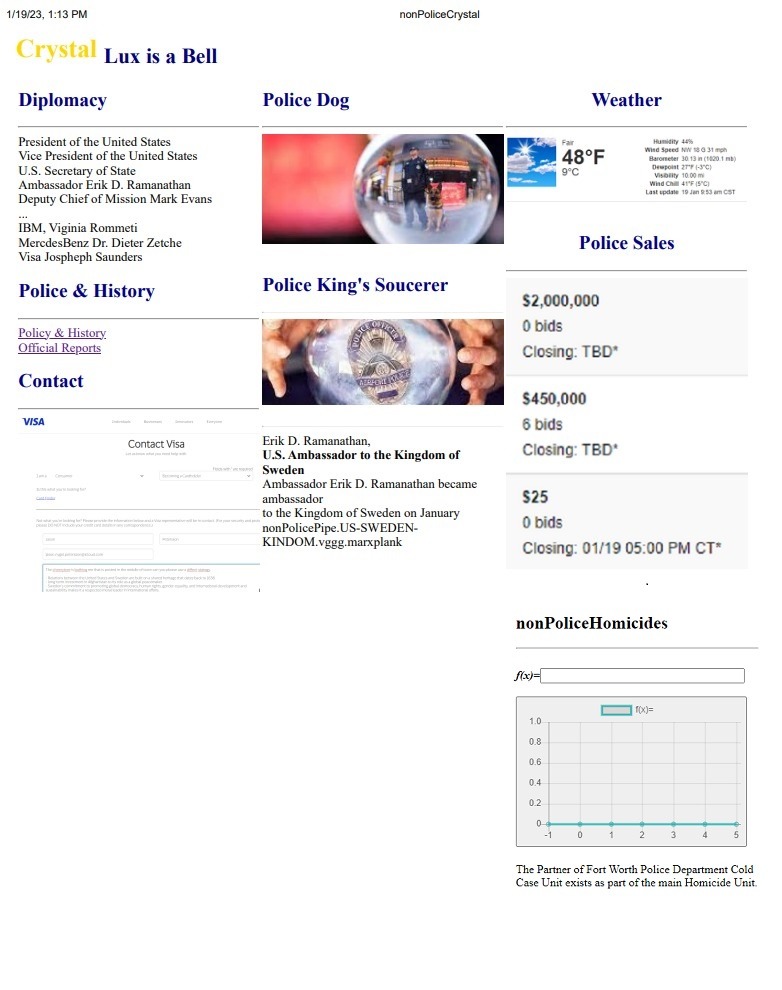 1/19/23, 1:13 PM
nonPoliceCrystal
Crystal Lux is a Bell
Diplomacy
President of the United States
Vice President of the United States
U.S. Secretary of State
Ambassador Erik D. Ramanathan
Deputy Chief of Mission Mark Evans
...
IBM, Viginia Rommeti
MercdesBenz Dr. Dieter Zetche
Visa Jospheph Saunders
Police & History
Policy & History
Official Reports
Contact
VISA
Contact Visa
Police Dog
Police King's Soucerer
POLICE OFFICER
AIRPORT POLICE
Erik D. Ramanathan,
U.S. Ambassador to the Kingdom of
Sweden
Ambassador Erik D. Ramanathan became
ambassador
to the Kingdom of Sweden on January
nonPolicePipe.US-SWEDEN-
KINDOM.vggg.marxplank
Weather
Fair
48°F
9°C
Humidity 44%
Wind Speed NW 18 G 31 mph
Barometer 30.13 in (1020.1 mb)
Dewpoint 27°F (-3°C)
Visibility 10.00 mi
Wind Chill 41°F (5°C)
Last update 19 Jan 9:53 am CST
Police Sales
$2,000,000
0 bids
Closing: TBD*
$450,000
6 bids
Closing: TBD*
$25
0 bids
Closing: 01/19 05:00 PM CT*
.
nonPoliceHomicides
f(x)=
f(x)=
1.0
0.8
0.6
0.4
0.2
0
-1 0 1 2 3 4 5
The Partner of Fort Worth Police Department Cold
Case Unit exists as part of the main Homicide Unit.